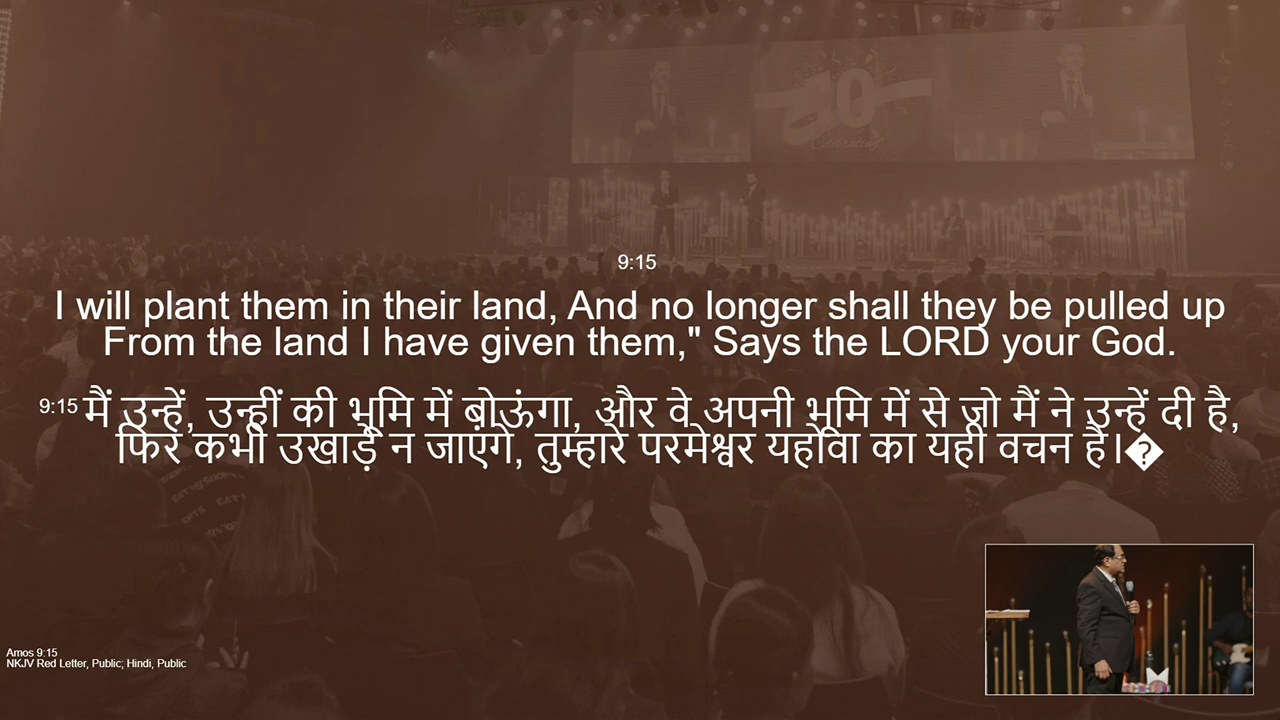 10
Celebrating
9:15
I will plant them in their land, And no longer shall they be pulled up
From the land I have given them," Says the LORD your God.
9:15 मैं उन्हें, उन्हीं की भूमि में बोऊंगा, और वे अपनी भूमि में से जो मैं ने उन्हें दी है,
फिर कभी उखाड़े न जाएंगे, तुम्हारे परमेश्वर यहोवा का यही वचन है।�
Amos 9:15
NKJV Red Letter, Public; Hindi, Public